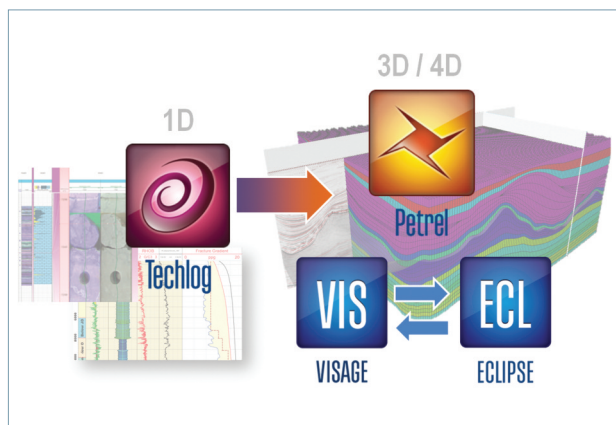 3D / 4D
1D
Petrel
Techlog
VIS
ECL
VISAGE
ECLIPSE